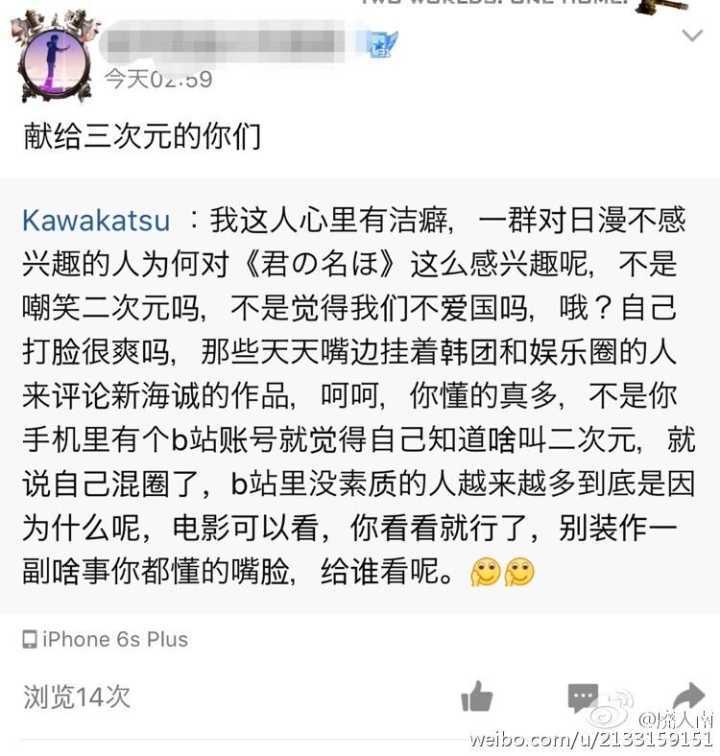 TWO WORLDS. ONE HOME.
今天02:59
献给三次元的你们
Kawakatsu ：我这人心里有洁癖，一群对日漫不感
兴趣的人为何对《君の名ほ》这么感兴趣呢，不是
嘲笑二次元吗，不是觉得我们不爱国吗，哦？自己
打脸很爽吗，那些天天嘴边挂着韩团和娱乐圈的人
来评论新海诚的作品，呵呵，你懂的真多，不是你
手机里有个b站账号就觉得自己知道啥叫二次元，就
说自己混圈了，b站里没素质的人越来越多到底是因
为什么呢，电影可以看，你看看就行了，别装作一
副啥事你都懂的嘴脸，给谁看呢。
iPhone 6s Plus
浏览14次
@废人南
weibo.com/u/2133159151